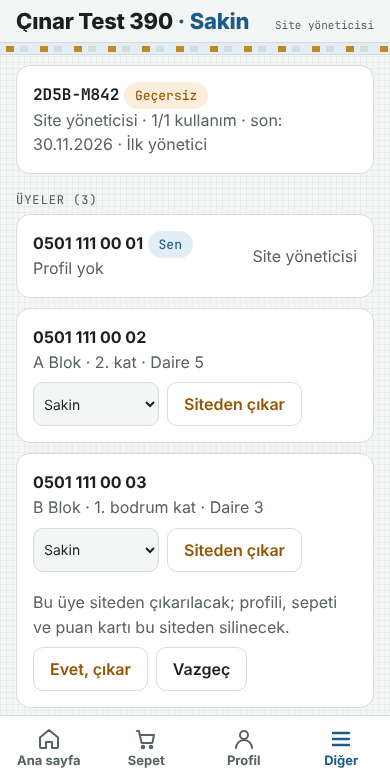 Çınar Test 390 · Sakin
Site yöneticisi
2D5B-M842 Geçersiz
Site yöneticisi · 1/1 kullanım · son:
30.11.2026 · İlk yönetici
ÜYELER (3)
0501 111 00 01 Sen
Profil yok
Site yöneticisi
0501 111 00 02
A Blok · 2. kat · Daire 5
Sakin
Siteden çıkar
0501 111 00 03
B Blok · 1. bodrum kat · Daire 3
Sakin
Siteden çıkar
Bu üye siteden çıkarılacak; profili, sepeti
ve puan kartı bu siteden silinecek.
Evet, çıkar
Vazgeç
Ana sayfa
Sepet
Profil
Diğer